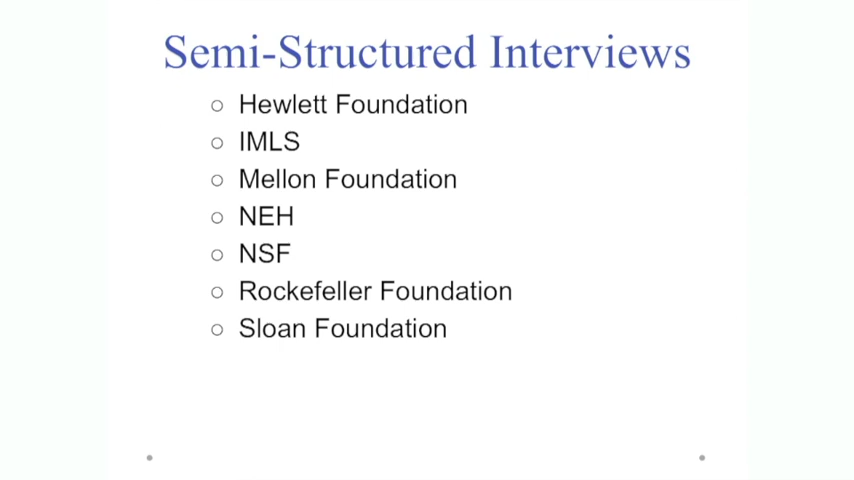 Semi-Structured Interviews
○ Hewlett Foundation
○ IMLS
○ Mellon Foundation
○ NEH
○ NSF
○ Rockefeller Foundation
○ Sloan Foundation